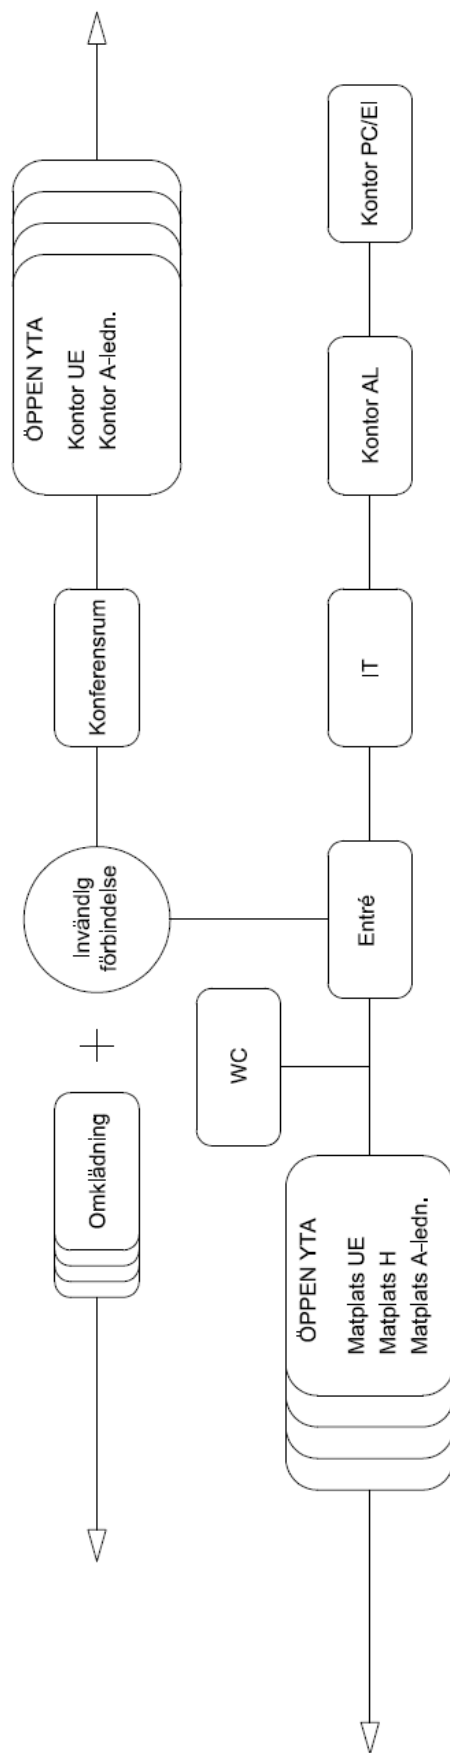 Omklädning
+
Invändig
förbindelse
Konferensrum
ÖPPEN YTA
Kontor UE
Kontor A-ledn.
WC
ÖPPEN YTA
Matplats UE
Matplats H
Matplats A-ledn.
Entré
IT
Kontor AL
Kontor PC/El